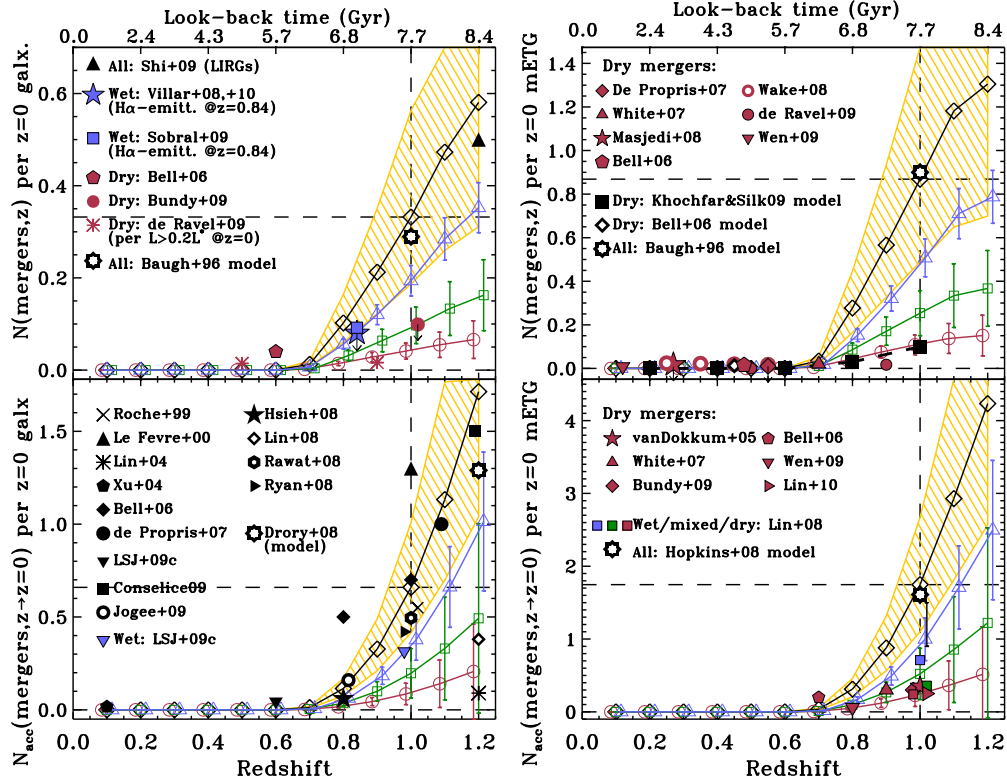 Look-back time (Gyr)
0.0 2.4 4.3 5.7 6.8 7.7 8.4
N(mergers,z) per z=0 galx.
0.6
0.4
0.2
0.0
All: Shi+09 (LIRGs)
Wet: Villar+08,+10
(Hα-emitt. @z=0.84)
Wet: Sobral+09
(Hα-emitt. @z=0.84)
Dry: Bell+06
Dry: Bundy+09
Dry: de Ravel+09
(per L>0.2L* @z=0)
All: Baugh+96 model
Look-back time (Gyr)
0.0 2.4 4.3 5.7 6.8 7.7 8.4
N(mergers,z) per z=0 mETG
1.4
1.2
1.0
0.8
0.6
0.4
0.2
0.0
Dry mergers:
De Propris+07
White+07
Masjedi+08
Bell+06
Wake+08
de Ravel+09
Wen+09
Dry: Khochfar&Silk09 model
Dry: Bell+06 model
All: Baugh+96 model
Nacc(mergers,z→z=0) per z=0 galx
1.5
1.0
0.5
0.0
Roche+99
Le Fevre+00
Lin+04
Xu+04
Bell+06
de Propris+07
LSJ+09c
Conselice09
Jogee+09
Wet: LSJ+09c
Hsieh+08
Lin+08
Rawat+08
Ryan+08
Drory+08
(model)
0.0 0.2 0.4 0.6 0.8 1.0 1.2
Redshift
Nacc(mergers,z→z=0) per z=0 mETG
4
3
2
1
0
Dry mergers:
vanDokkum+05
White+07
Bundy+09
Bell+06
Wen+09
Lin+10
Wet/mixed/dry: Lin+08
All: Hopkins+08 model
0.0 0.2 0.4 0.6 0.8 1.0 1.2
Redshift